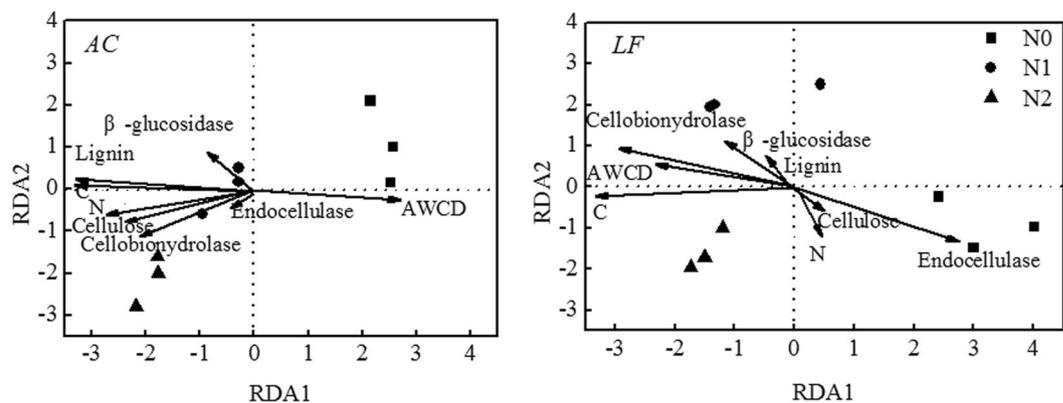 AC
4
3
2
1
0
-1
-2
-3
RDA2
β -glucosidase
Lignin
C
N
Cellulose
Cellobionydrolase
Endocellulase
AWCD
-3 -2 -1 0 1 2 3 4
RDA1
LF
4
3
2
1
0
-1
-2
-3
RDA2
N0
N1
N2
Cellobionydrolase
β -glucosidase
Lignin
AWCD
C
Cellulose
N
Endocellulase
-3 -2 -1 0 1 2 3 4
RDA1